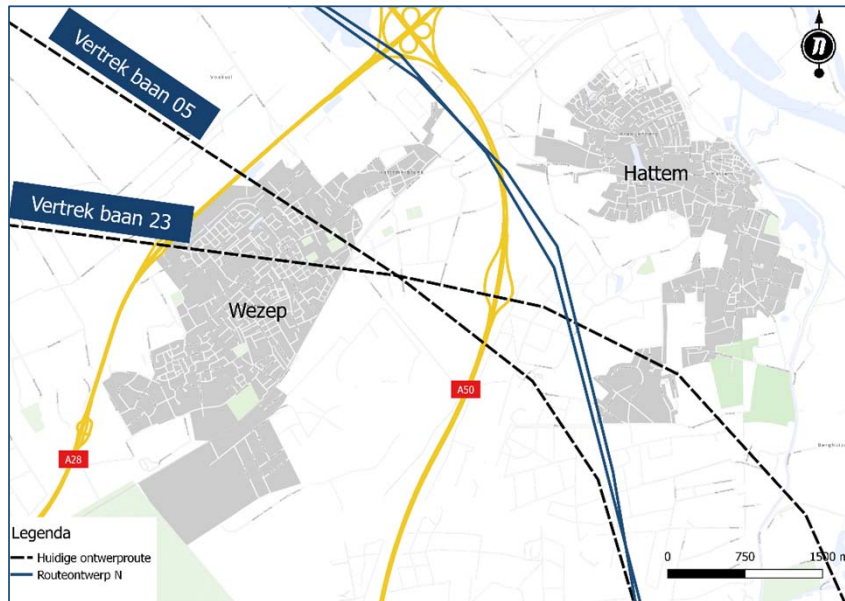 Vertrek baan 05
Vertrek baan 23
Hattem
Wezep
A50
A28
Legenda
Huidige ontwerproute
Routeontwerp N
0 750 1500 m